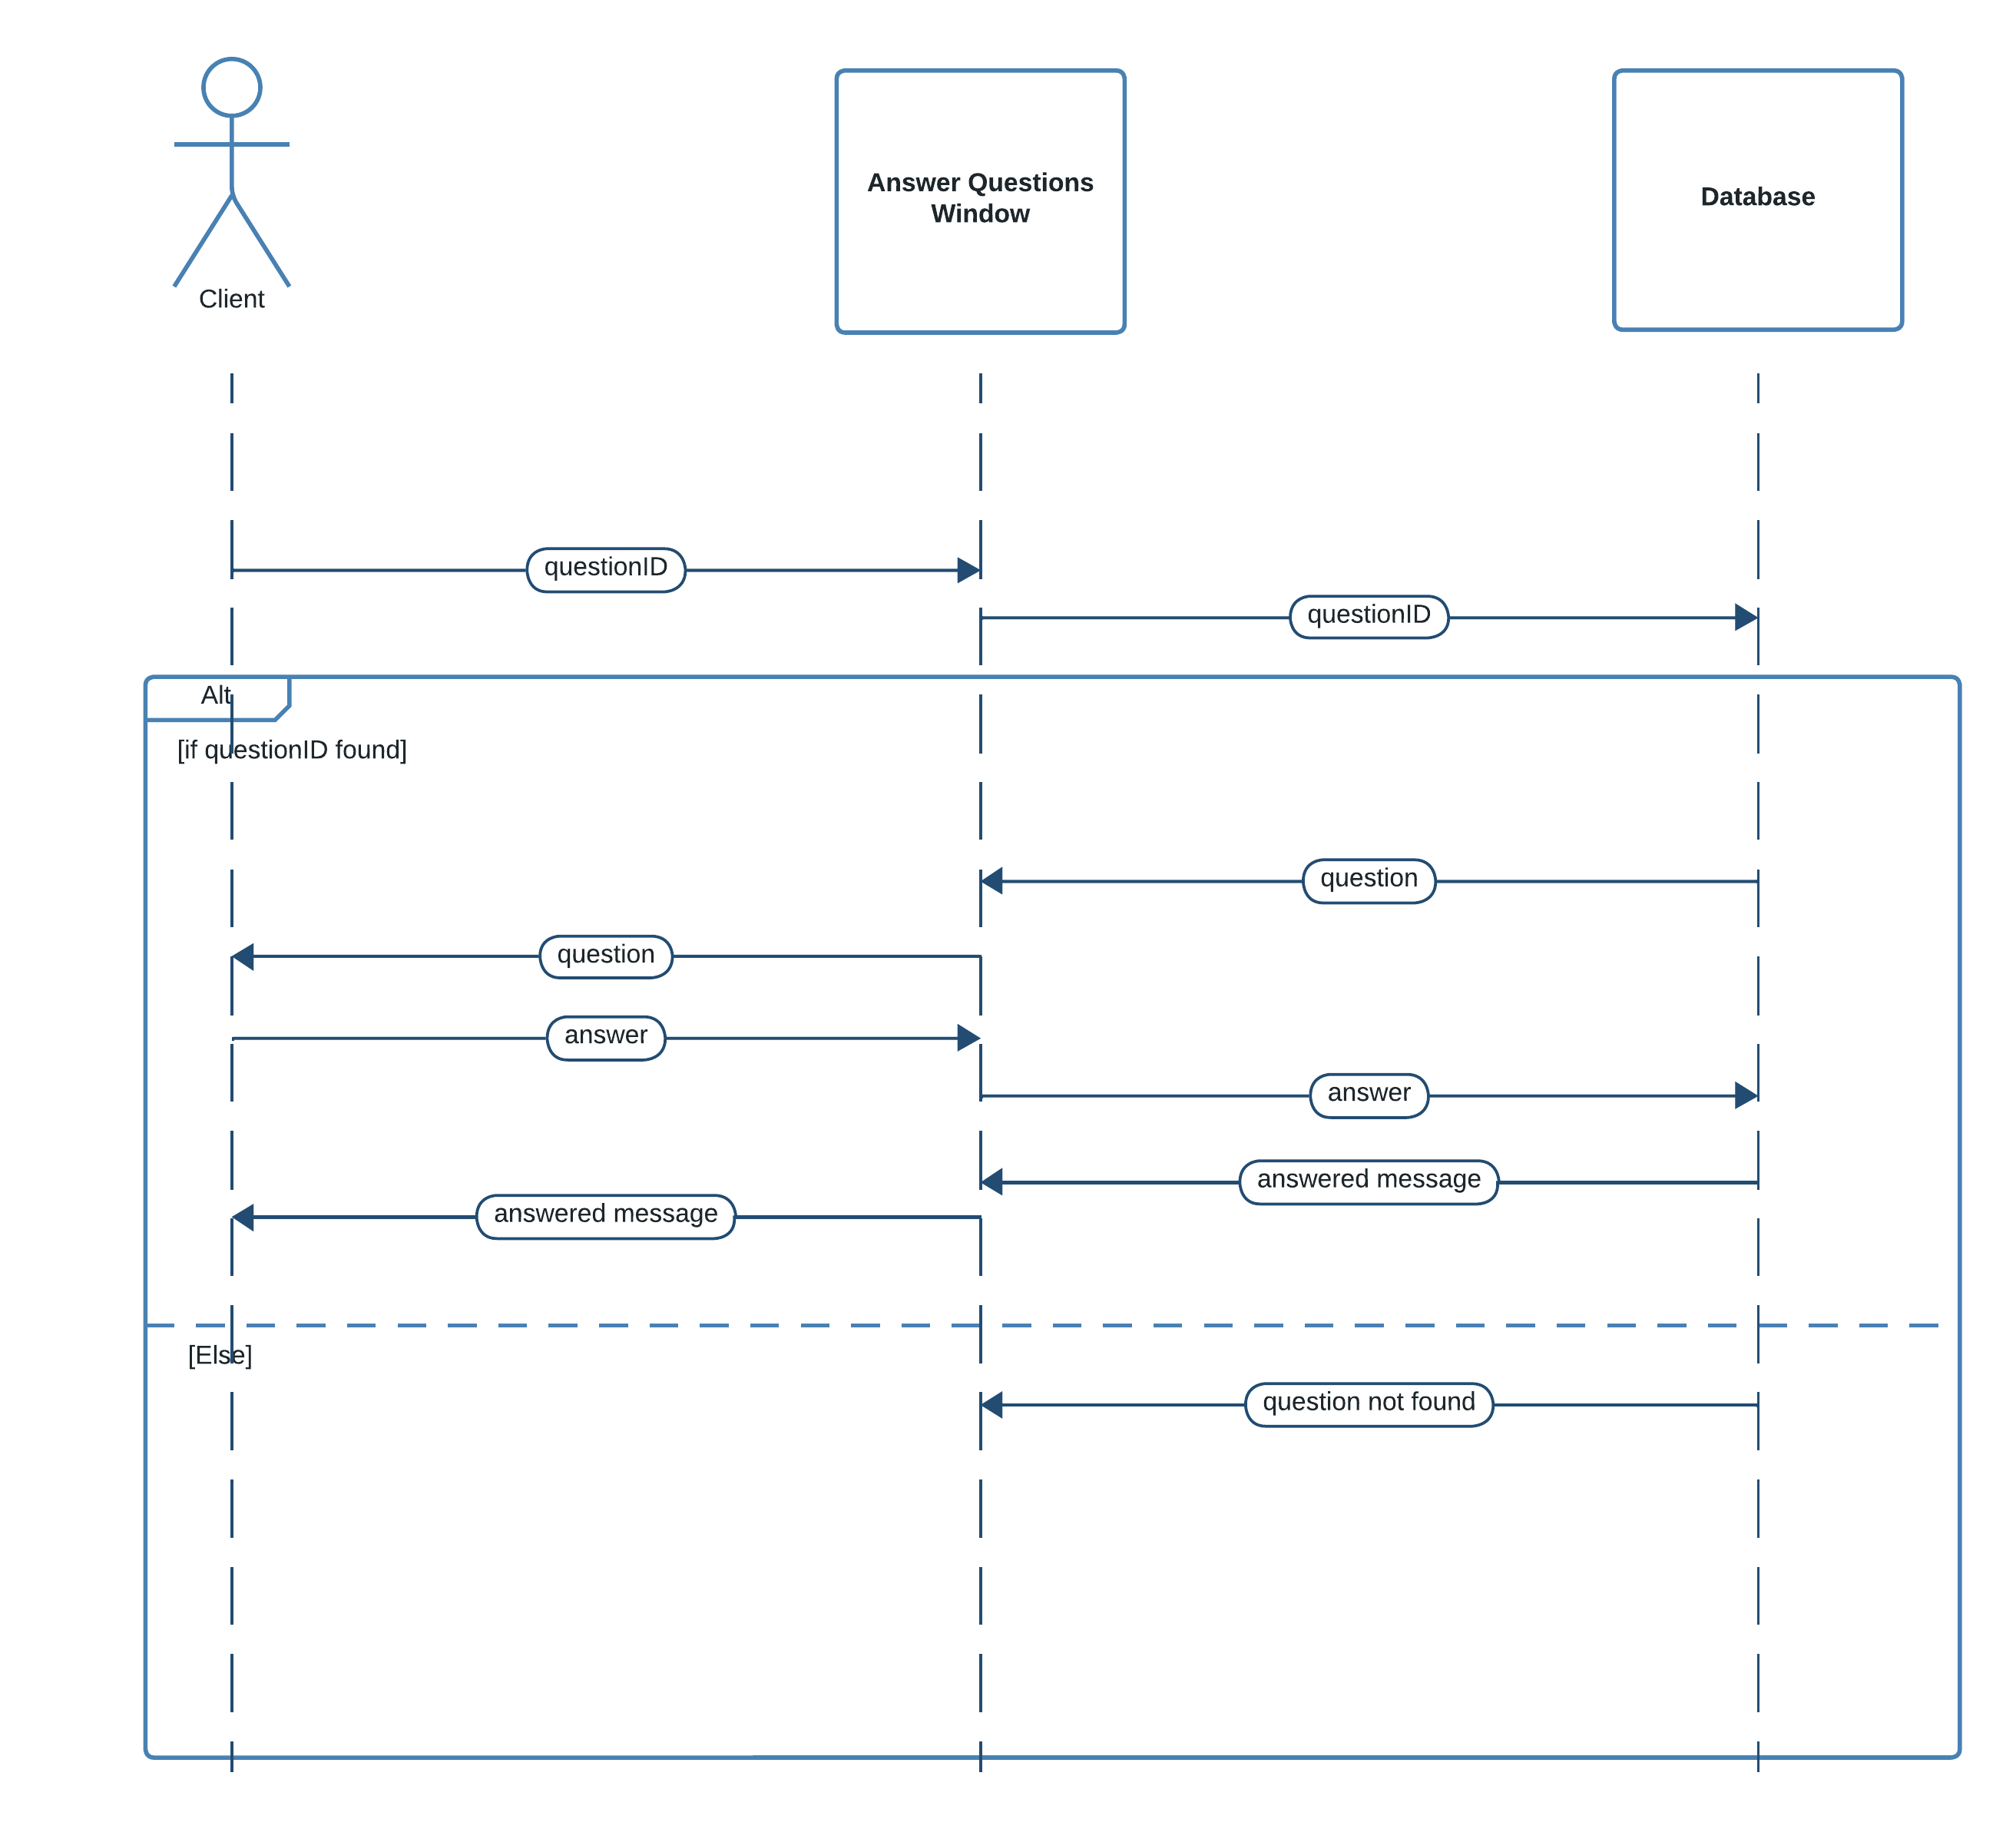 Answer Questions
Window
Database
Client
questionID
questionID
Alt
[if questionID found]
question
question
answer
answer
answered message
answered message
[Else]
question not found